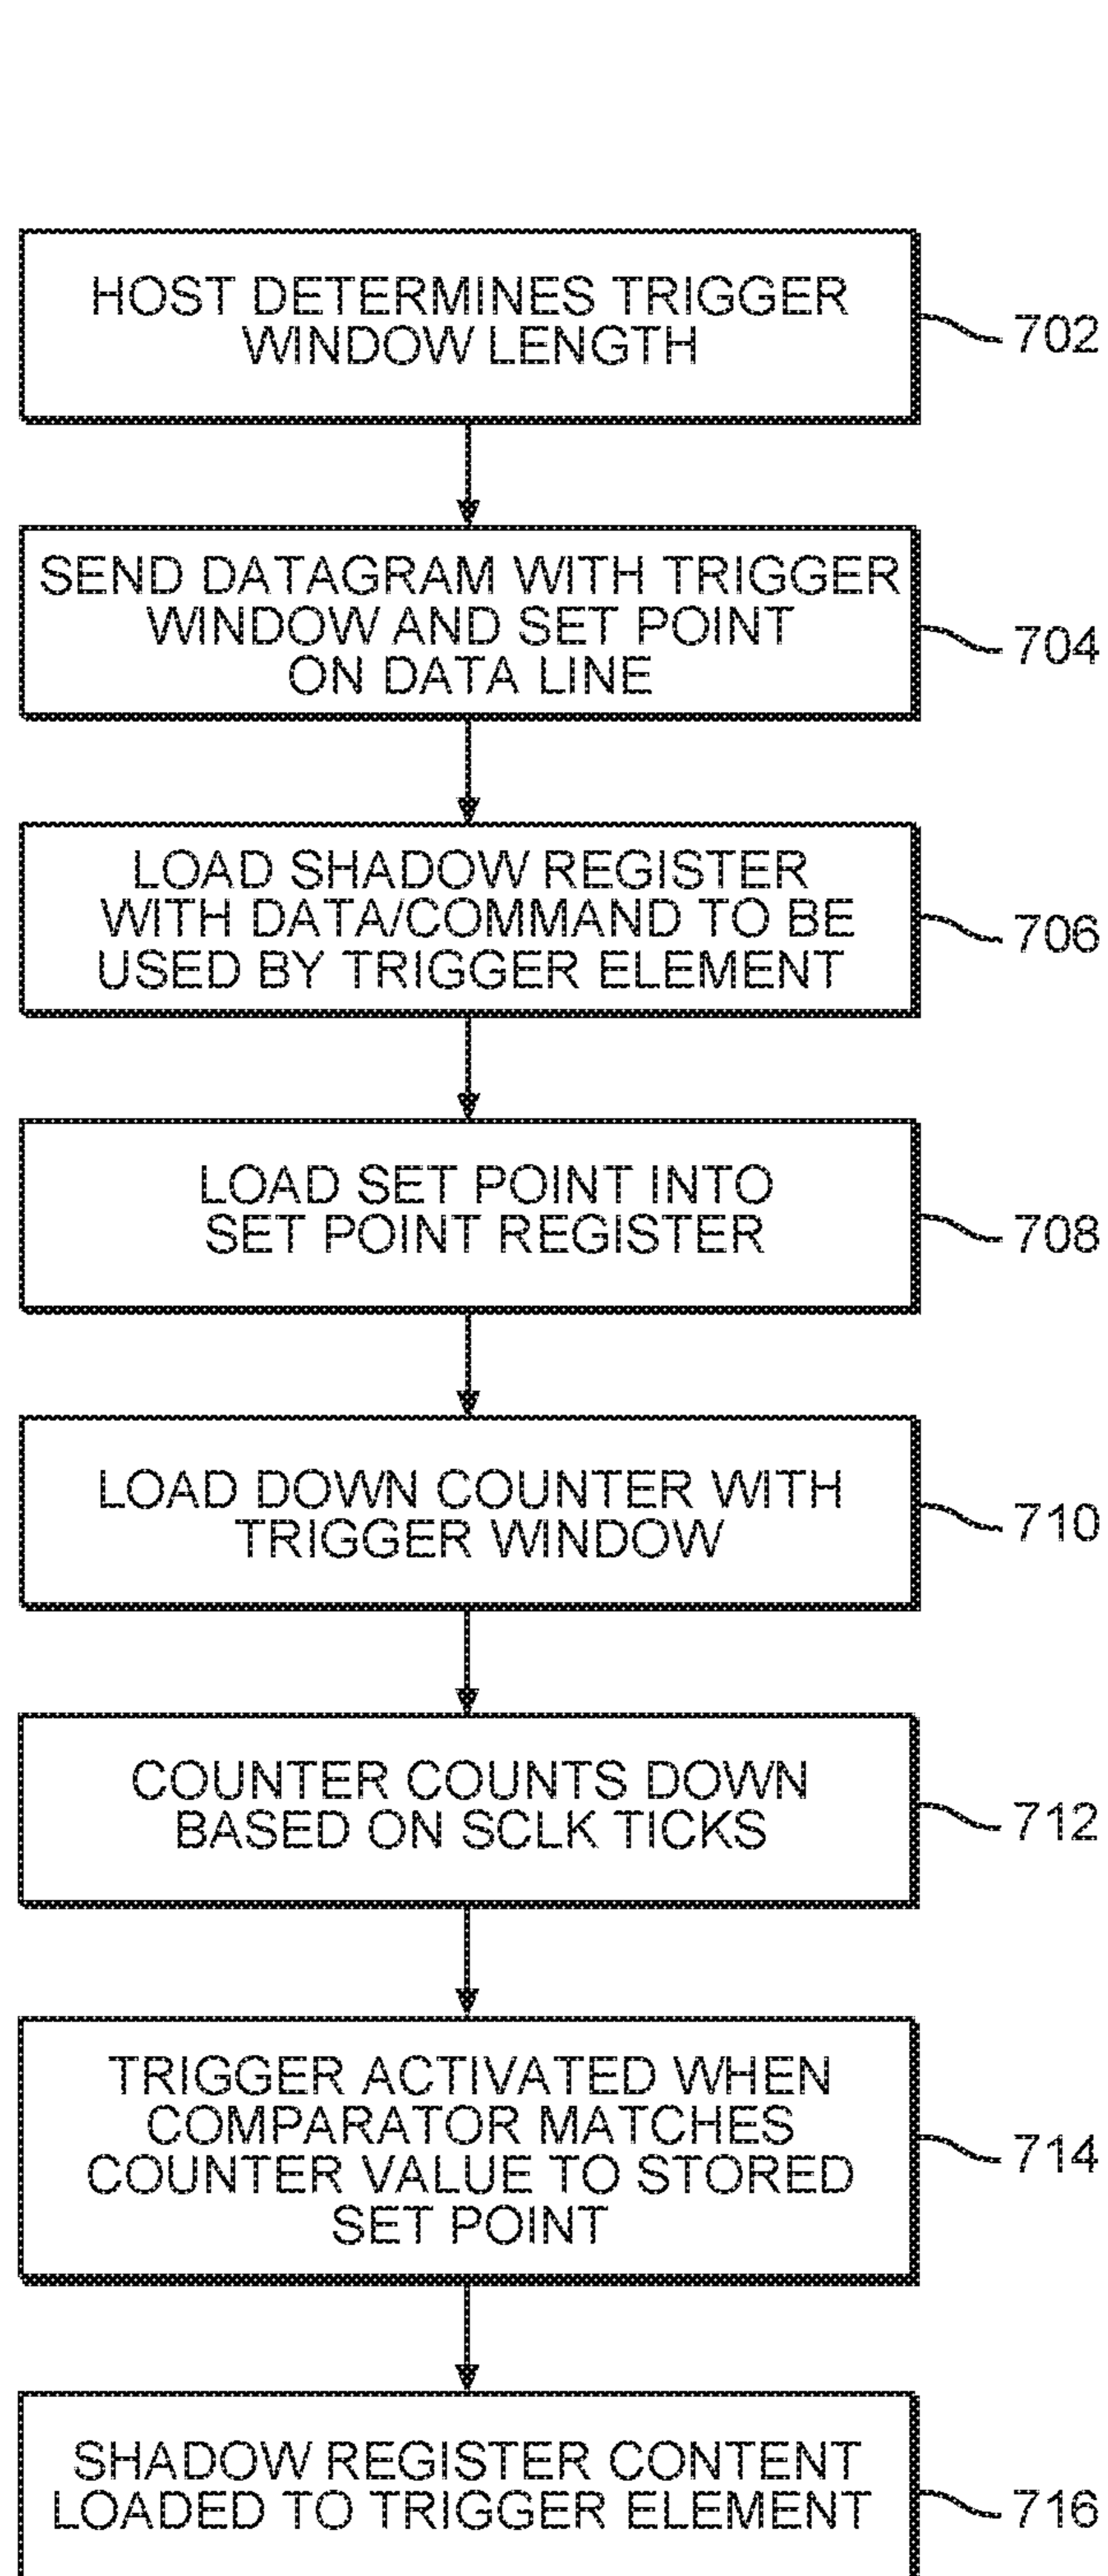 HOST DETERMINES TRIGGER
WINDOW LENGTH
702
SEND DATAGRAM WITH TRIGGER
WINDOW AND SET POINT
ON DATA LINE
704
LOAD SHADOW REGISTER
WITH DATA/COMMAND TO BE
USED BY TRIGGER ELEMENT
706
LOAD SET POINT INTO
SET POINT REGISTER
708
LOAD DOWN COUNTER WITH
TRIGGER WINDOW
710
COUNTER COUNTS DOWN
BASED ON SCLK TICKS
712
TRIGGER ACTIVATED WHEN
COMPARATOR MATCHES
COUNTER VALUE TO STORED
SET POINT
714
SHADOW REGISTER CONTENT
LOADED TO TRIGGER ELEMENT
716